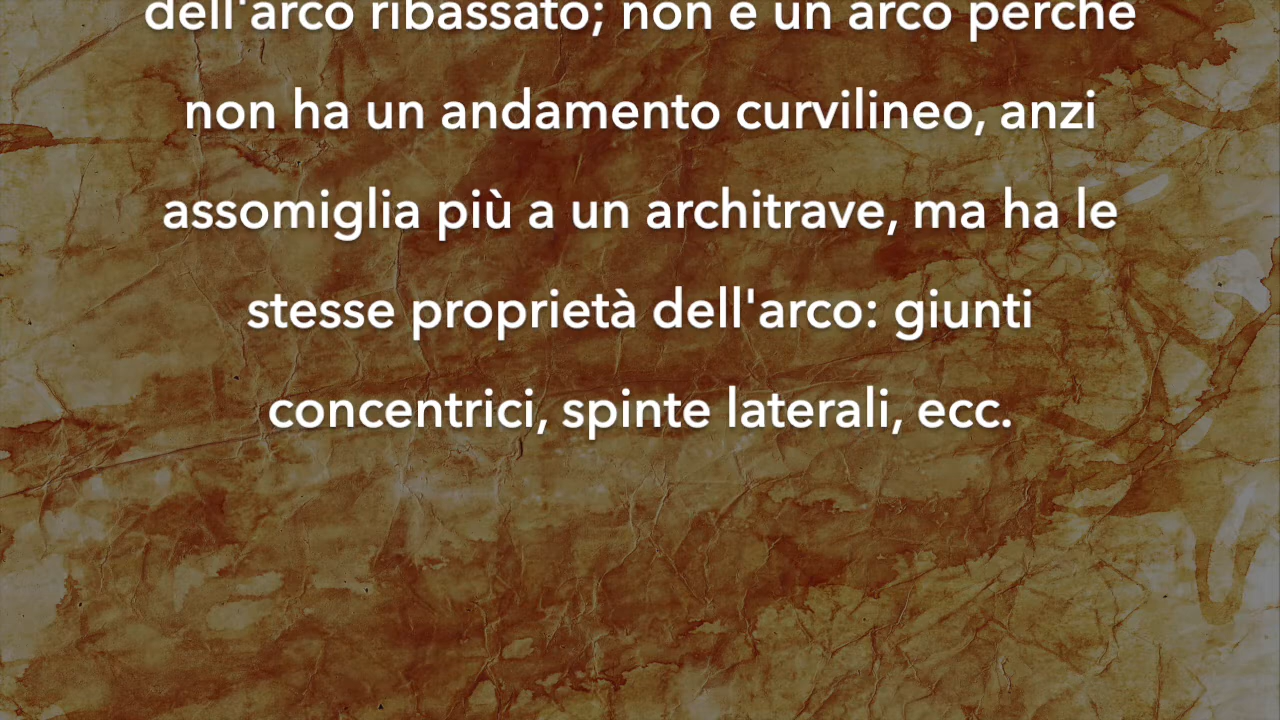 dell'arco ribassato; non è un arco perché
non ha un andamento curvilineo, anzi
assomiglia più a un architrave, ma ha le
stesse proprietà dell'arco: giunti
concentrici, spinte laterali, ecc.